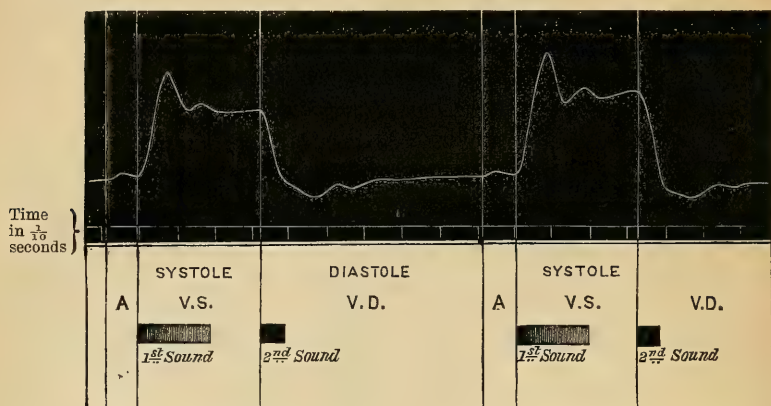 Time
in 1/10
seconds
SYSTOLE DIASTOLE SYSTOLE
A V.S. V.D. A V.S. V.D.
1st Sound 2nd Sound 1st Sound 2nd Sound